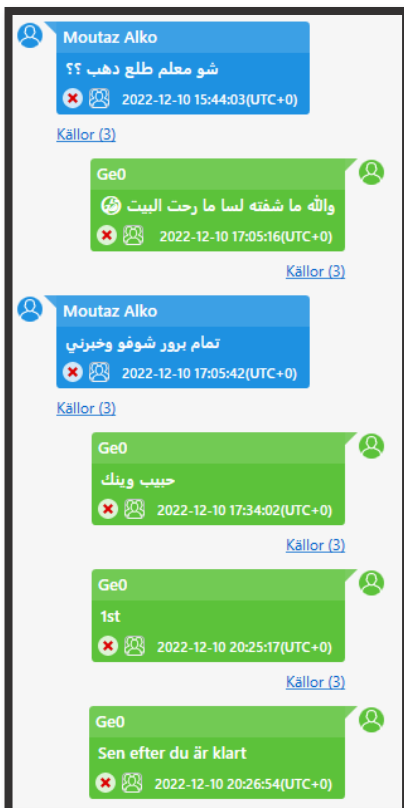 Moutaz Alko
شو معلم طلع دهب ؟؟
2022-12-10 15:44:03(UTC+0)
Källor (3)
Ge0
والله ما شفته لسا ما رحت البيت 🤣
2022-12-10 17:05:16(UTC+0)
Källor (3)
Moutaz Alko
تمام برور شوفو وخبرني
2022-12-10 17:05:42(UTC+0)
Källor (3)
Ge0
حبيب وينك
2022-12-10 17:34:02(UTC+0)
Källor (3)
Ge0
1st
2022-12-10 20:25:17(UTC+0)
Källor (3)
Ge0
Sen efter du är klart
2022-12-10 20:26:54(UTC+0)